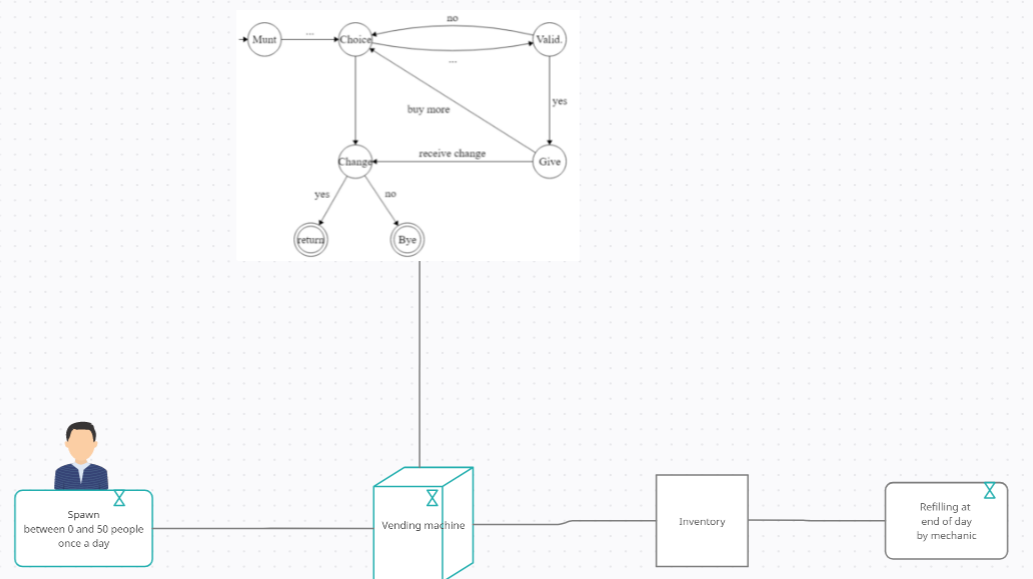 no
Munt
...
Choice
Valid.
...
buy more
yes
Change
receive change
Give
yes
no
return
Bye
Spawn
between 0 and 50 people
once a day
Vending machine
Inventory
Refilling at
end of day
by mechanic